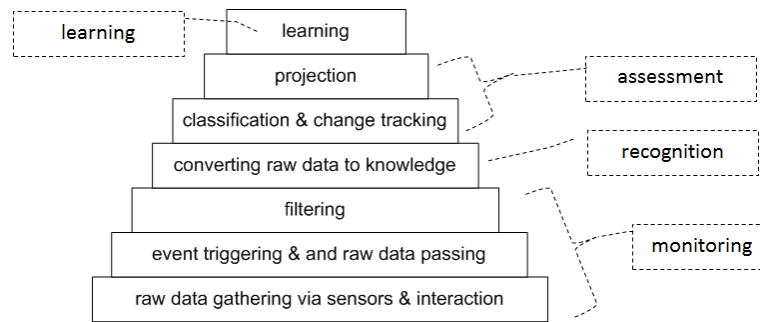 learning
learning
projection
assessment
classification & change tracking
converting raw data to knowledge
recognition
filtering
event triggering & and raw data passing
monitoring
raw data gathering via sensors & interaction